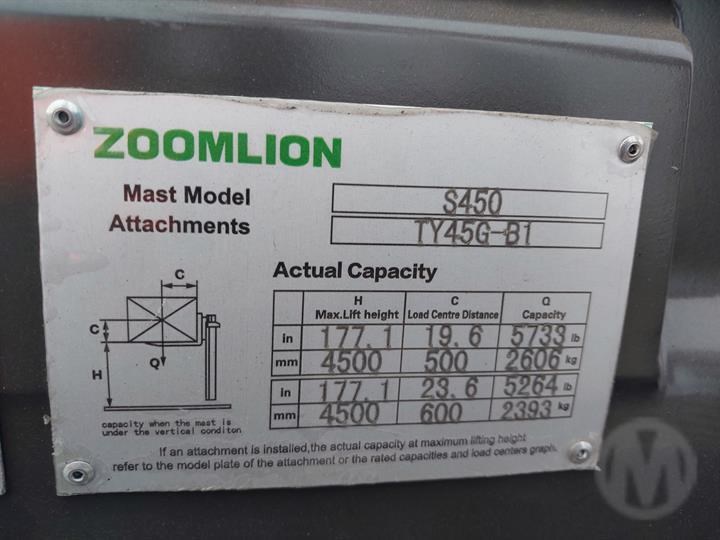 ZOOMLION
Mast Model S450
Attachments TY45G-B1
Actual Capacity
H C Q
Max.Lift height Load Centre Distance Capacity
in 177.1 19.6 5733 lb
mm 4500 500 2606 kg
in 177.1 23.6 5264 lb
mm 4500 600 2393 kg
C
C
Q
H
capacity when the mast is
under the vertical conditon
If an attachment is installed,the actual capacity at maximum lifting height
refer to the model plate of the attachment or the rated capacities and load centers graph.
M